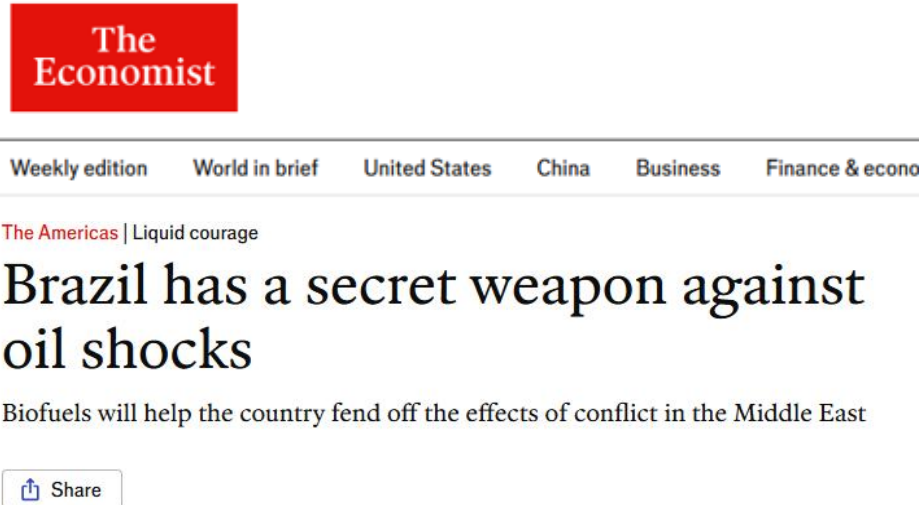 The
Economist
Weekly edition World in brief United States China Business Finance & econo
The Americas | Liquid courage
Brazil has a secret weapon against
oil shocks
Biofuels will help the country fend off the effects of conflict in the Middle East
Share